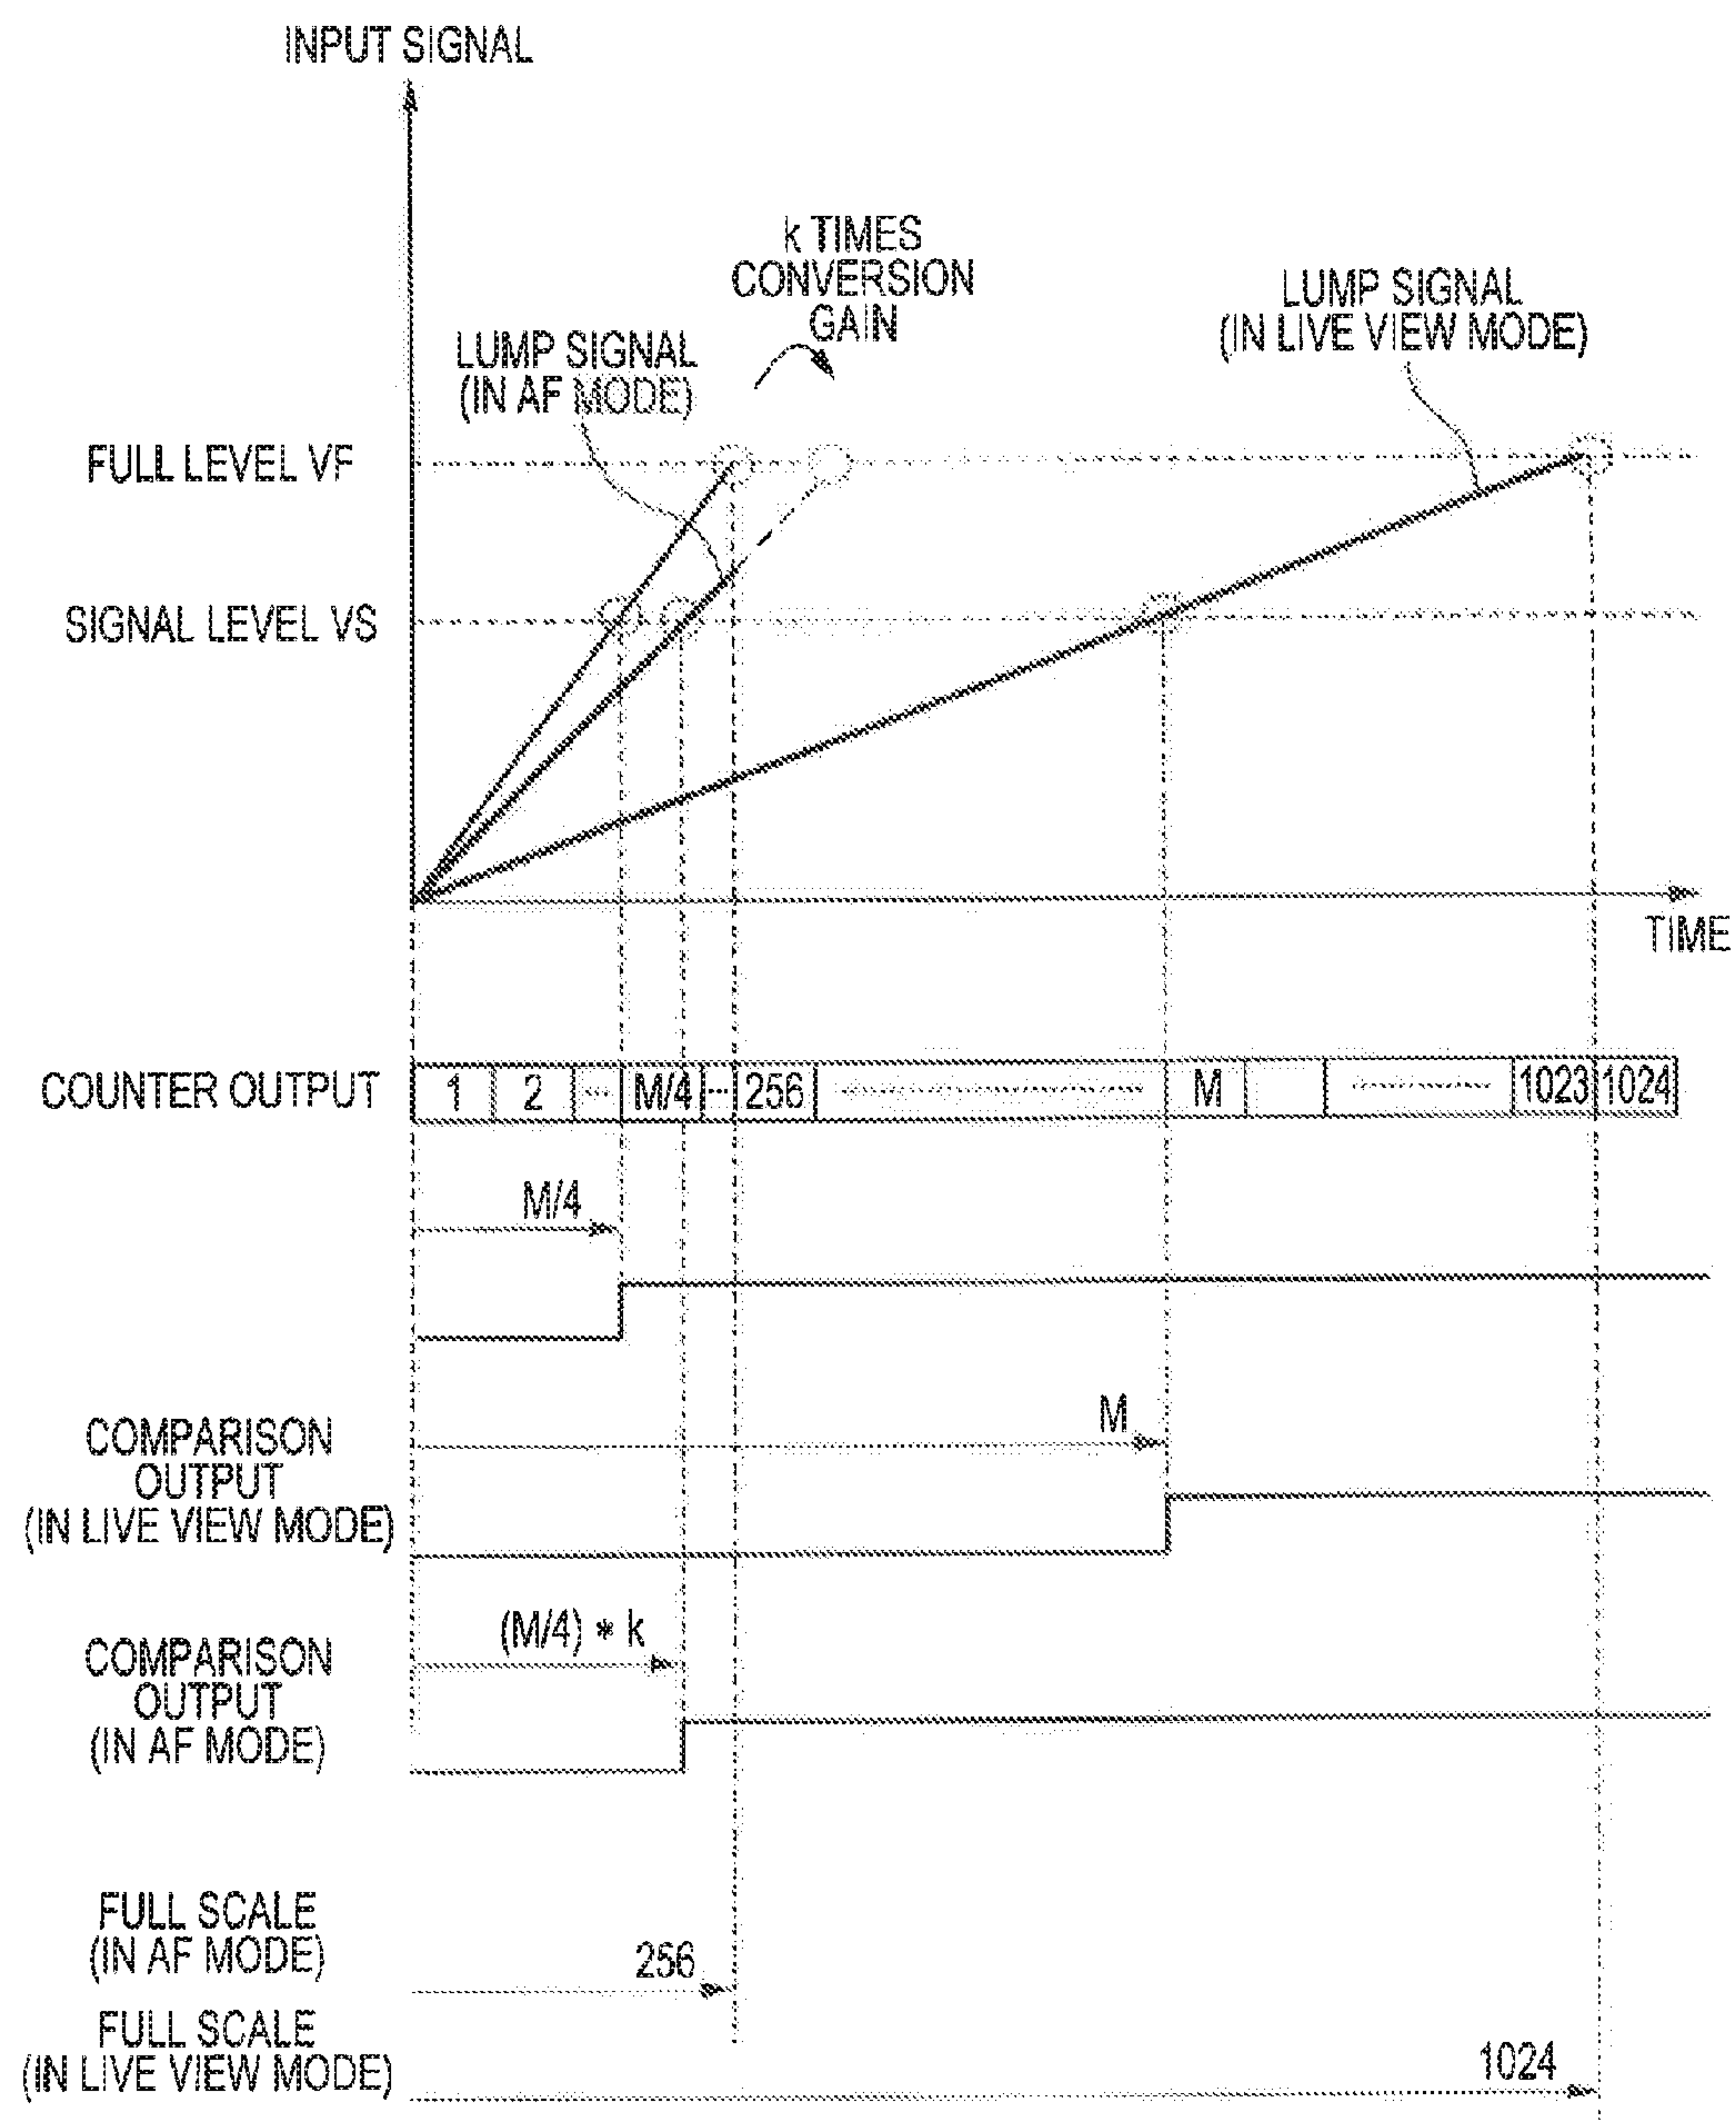 INPUT SIGNAL
k TIMES
CONVERSION
GAIN
LUMP SIGNAL
(IN LIVE VIEW MODE)
LUMP SIGNAL
(IN AF MODE)
FULL LEVEL VF
SIGNAL LEVEL VS
TIME
COUNTER OUTPUT 1 2 ... M/4 ... 256 M 1023 1024
M/4
M
COMPARISON
OUTPUT
(IN LIVE VIEW MODE)
(M/4) * k
COMPARISON
OUTPUT
(IN AF MODE)
FULL SCALE
(IN AF MODE)
256
FULL SCALE
(IN LIVE VIEW MODE)
1024